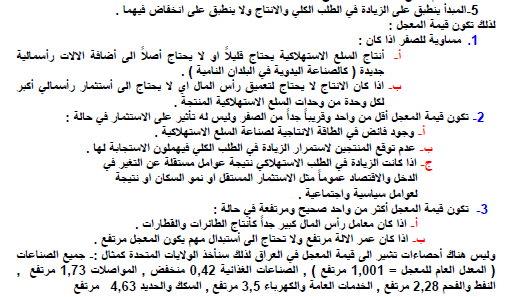 5-المبدأ ينطبق على الزيادة في الطلب الكلي والانتاج ولا ينطبق على انخفاض فيهما .
لذلك تكون قيمة المعجل :
1. مساوية للصفر اذا كان :
أ- أنتاج السلع الاستهلاكية يحتاج قليلاً او لا يحتاج أصلاً الى أضافة الالات رأسمالية
جديدة ( كالصناعة اليدوية في البلدان النامية ) .
ب- اذا كان الانتاج لا يحتاج لتعميق رأس المال اي لا يحتاج الى أستثمار رأسمالي أكبر
لكل وحدة من وحدات السلع الاستهلاكية المنتجة .
2- تكون قيمة المعجل أقل من واحد وقريباً جداً من الصفر وليس له تأثير على الاستثمار في حالة :
أ- وجود فائض في الطاقة الانتاجية لصناعة السلع الاستهلاكية .
ب- عدم توقع المنتجين لاستمرار الزيادة في الطلب الكلي فيهملون الاستجابة لها .
ج- اذا كانت الزيادة في الطلب الاستهلاكي نتيجة عوامل مستقلة عن التغير في
الدخل والاقتصاد عموماً مثل الاستثمار المستقل او نمو السكان او نتيجة
لعوامل سياسية واجتماعية .
3- تكون قيمة المعجل أكثر من واحد صحيح ومرتفعة في حالة :
أ- اذا كان معامل رأس المال كبير جداً كأنتاج الطائرات والقطارات .
ب- اذا كان عمر الالة مرتفع ولا تحتاج الى أستبدال مهم يكون المعجل مرتفع .
وليس هناك أحصاءات تشير الى قيمة المعجل في العراق لذلك سنأخذ الولايات المتحدة كمثال :- جميع الصناعات
( المعدل العام للمعجل = 1,001 مرتفع ) , الصناعات الغذائية 0,42 منخفض , المواصلات 1,73 مرتفع ,
النفط والفحم 2,28 مرتفع , الخدمات العامة والكهرباء 3,5 مرتفع , السكك والحديد 4,63 مرتفع